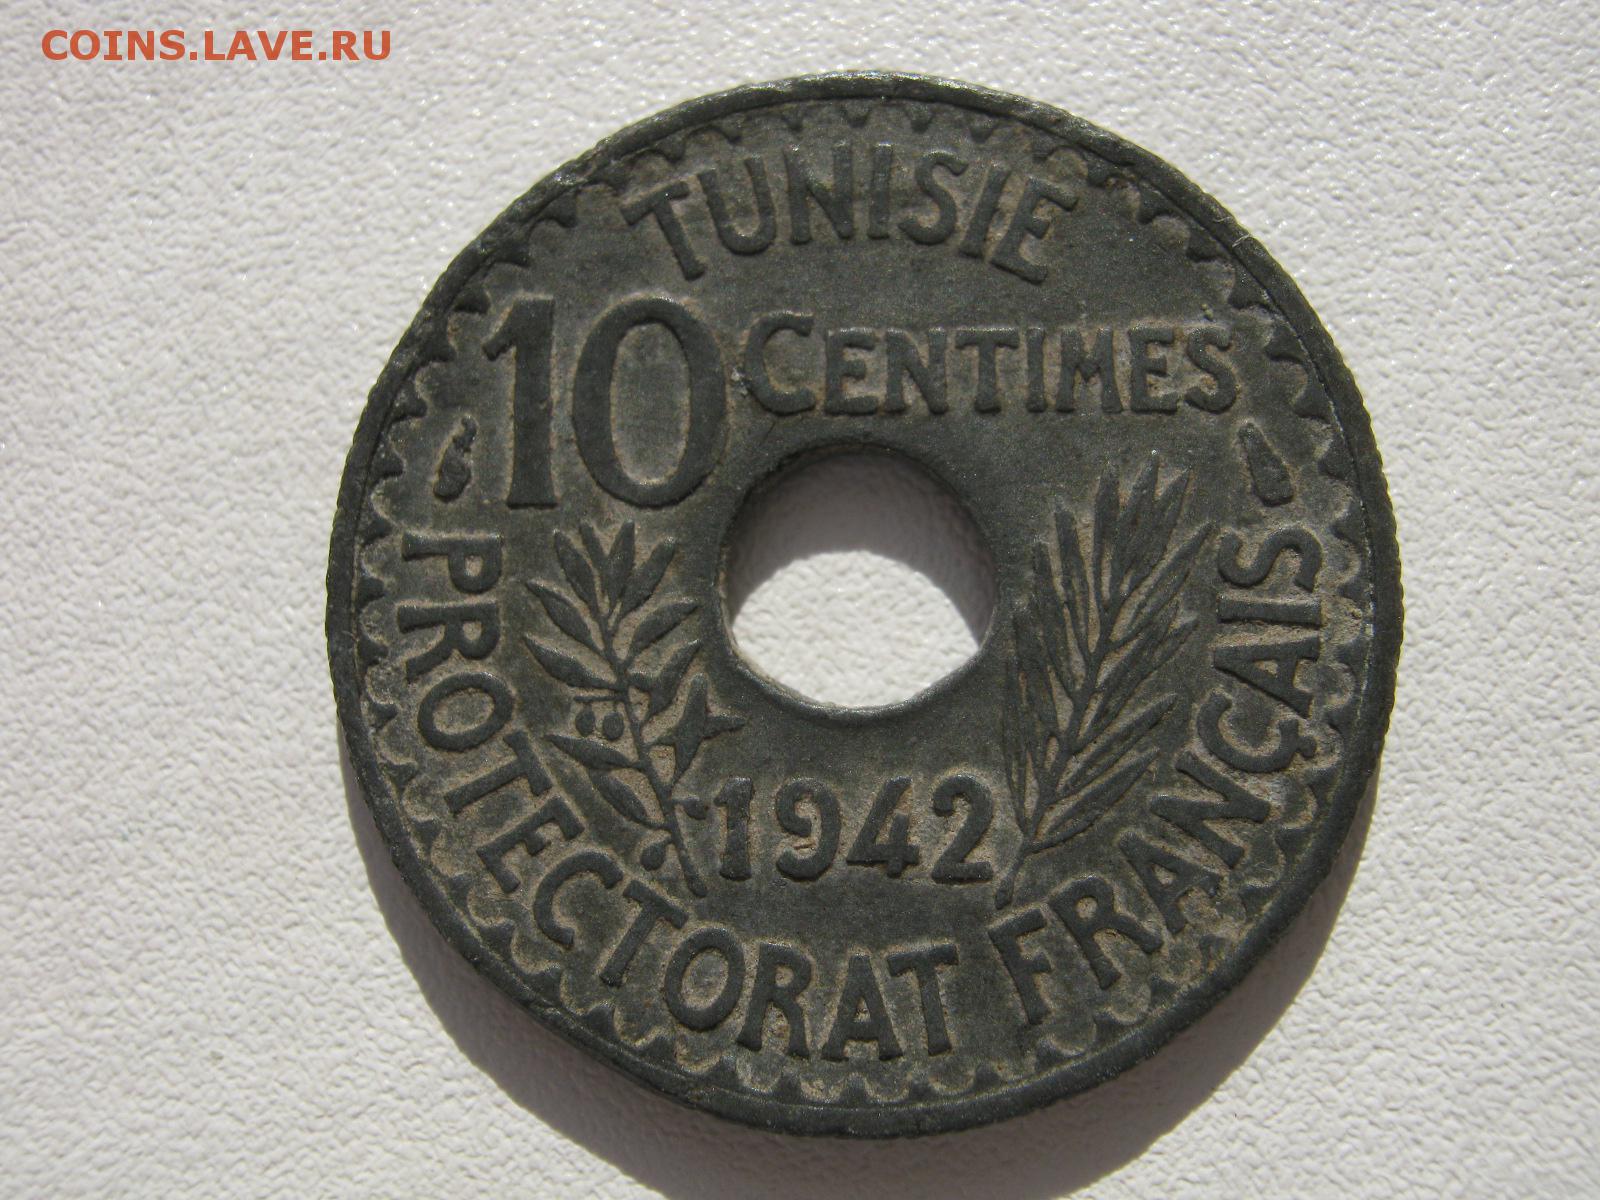 COINS.LAVE.RU
TUNISIE
10 CENTIMES
1942
PROTECTORAT FRANÇAIS